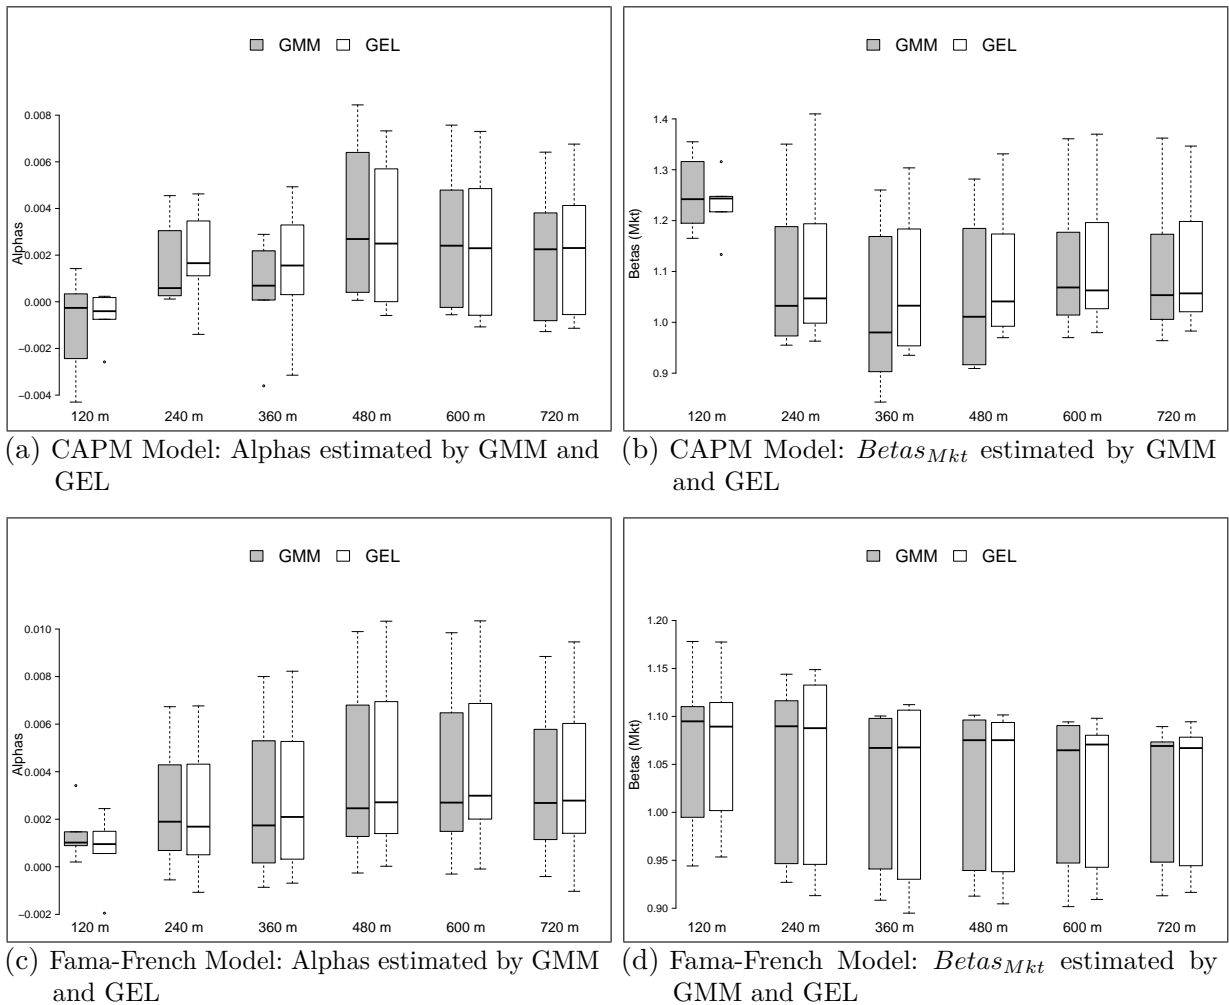 GMM GEL
0.008
0.006
0.004
0.002
0.000
−0.002
−0.004
Alphas
120 m 240 m 360 m 480 m 600 m 720 m
(a) CAPM Model: Alphas estimated by GMM and
GEL
GMM GEL
1.4
1.3
1.2
1.1
1.0
0.9
Betas (Mkt)
120 m 240 m 360 m 480 m 600 m 720 m
(b) CAPM Model: Betas_Mkt estimated by GMM
and GEL
GMM GEL
0.010
0.008
0.006
0.004
0.002
0.000
−0.002
Alphas
120 m 240 m 360 m 480 m 600 m 720 m
(c) Fama-French Model: Alphas estimated by GMM
and GEL
GMM GEL
1.20
1.15
1.10
1.05
1.00
0.95
0.90
Betas (Mkt)
120 m 240 m 360 m 480 m 600 m 720 m
(d) Fama-French Model: Betas_Mkt estimated by
GMM and GEL